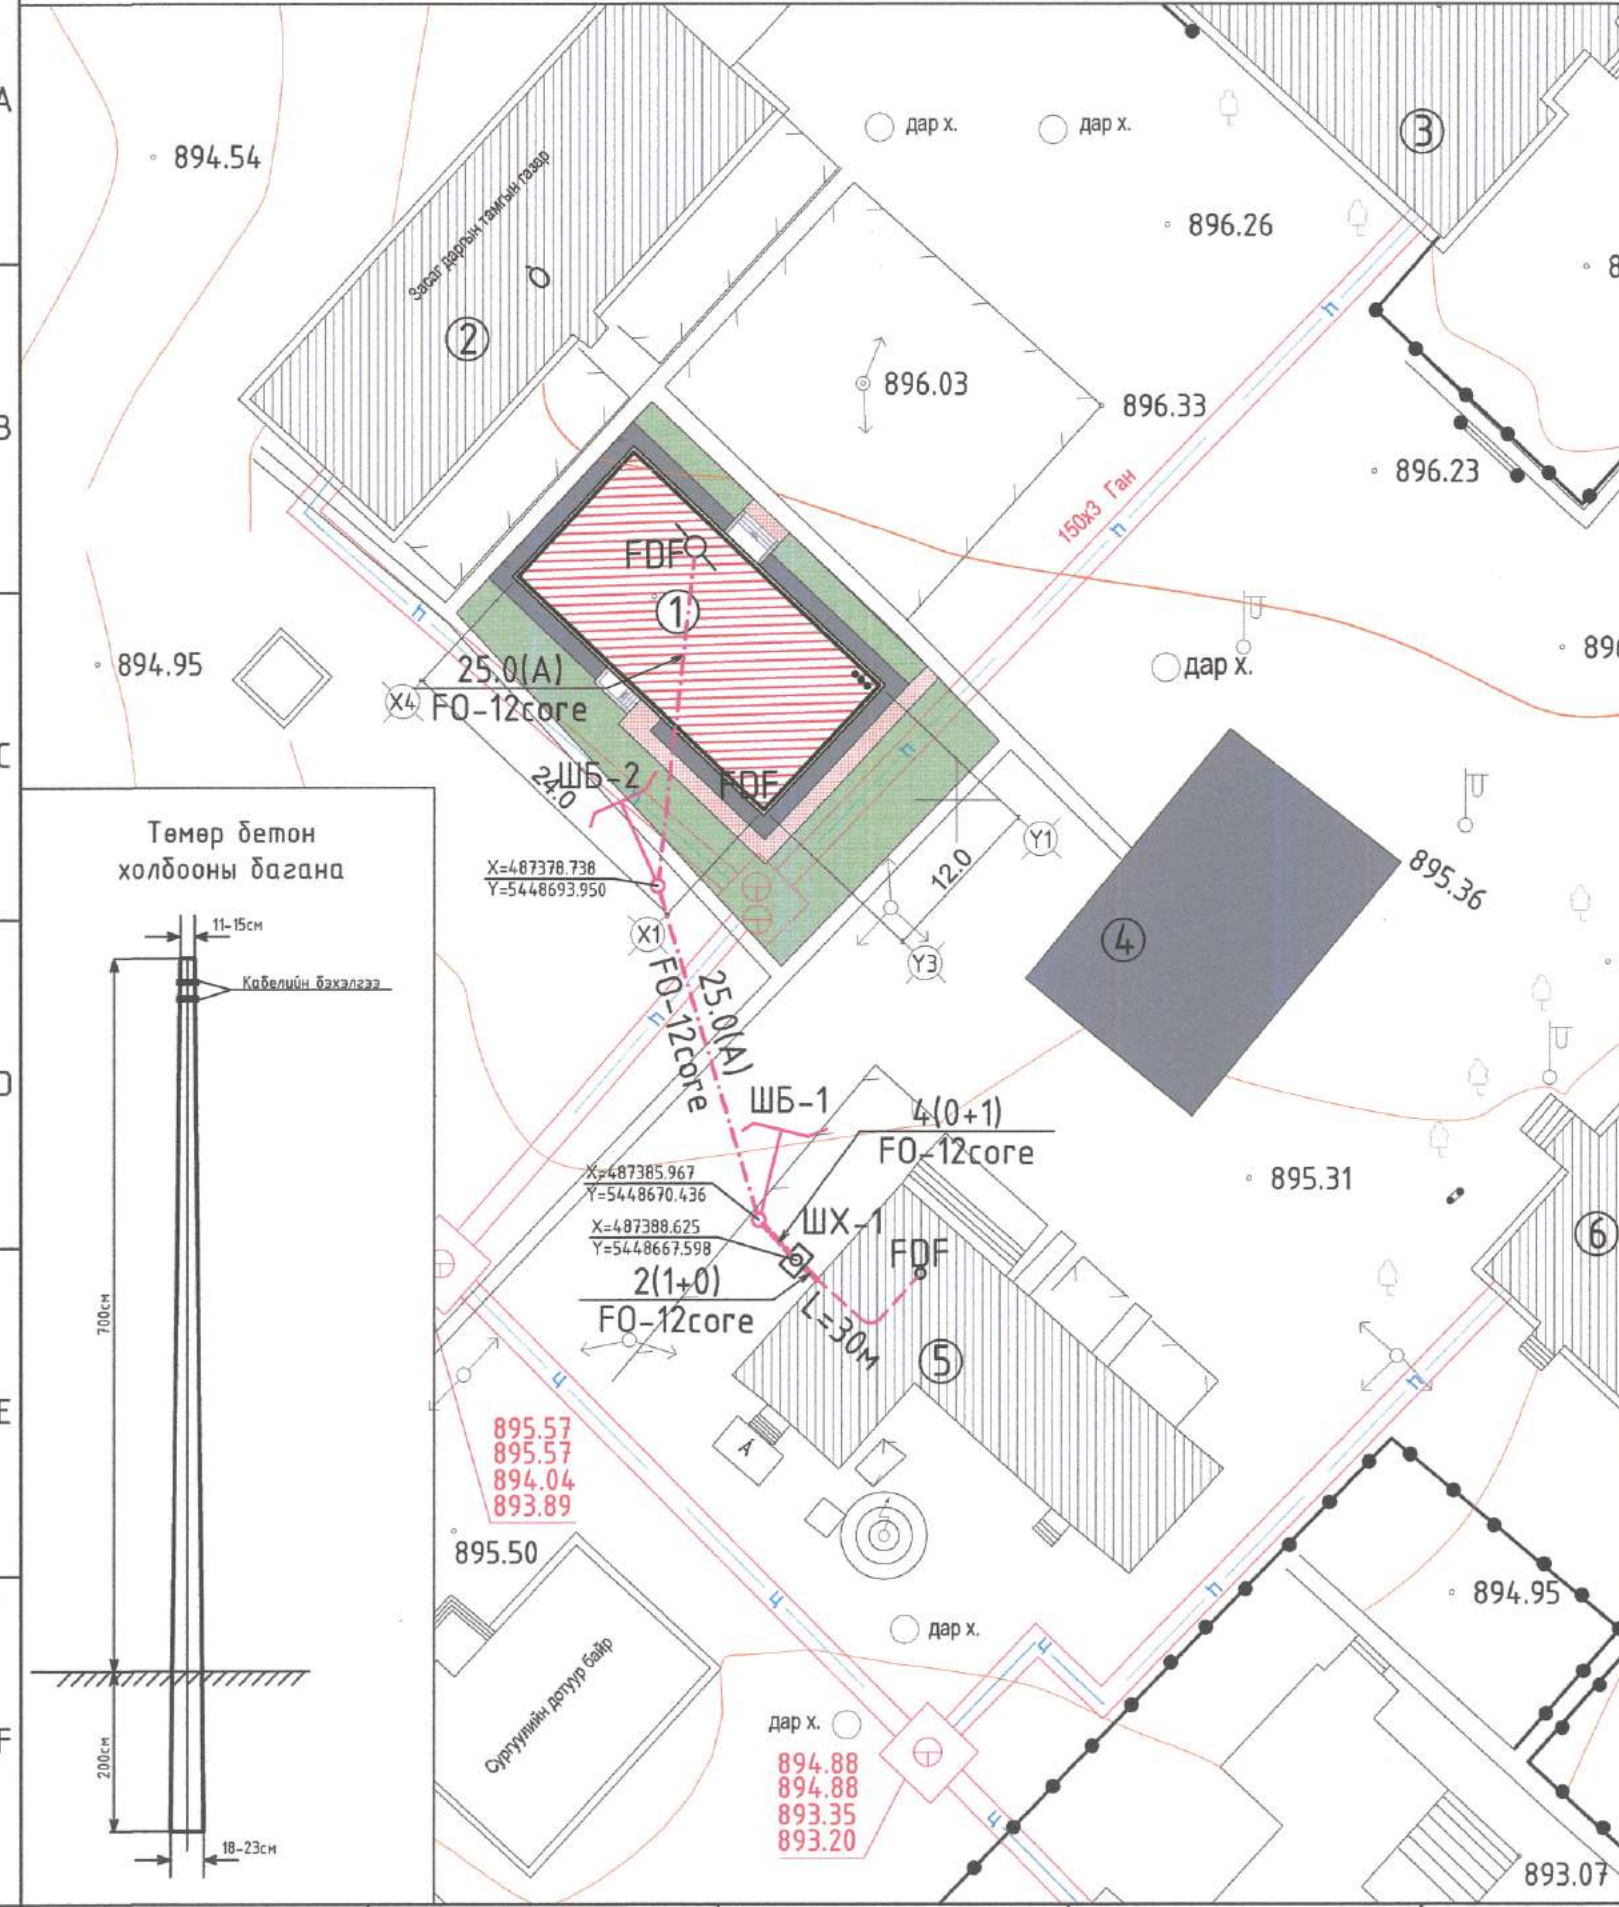 A
B
C
D
E
F
894.54
дар х.
дар х.
3
896.26
Засаг даргын тамгын газар
2
896.03
896.33
896.23
150х3 Ган
h
h
h
h
h
894.95
FDF
1
25.0(А)
FO-12core
X4
дар х.
24.0
ШБ-2
FDF
X=487378.738
Y=5448693.950
X1
Y1
12.0
Y3
895.36
4
Төмөр бетон
холбооны багана
11-15см
Кабелийн бэхэлгээ
700см
200см
18-23см
25.0(А)
FO-12core
ШБ-1
4(0+1)
FO-12core
X=487385.967
Y=5448670.436
ШХ-1
X=487388.625
Y=5448667.598
2(1+0)
FO-12core
FDF
L=30м
5
895.31
6
895.57
895.57
894.04
893.89
895.50
А
894.95
дар х.
Сургуулийн дотуур байр
дар х.
894.88
894.88
893.35
893.20
893.07